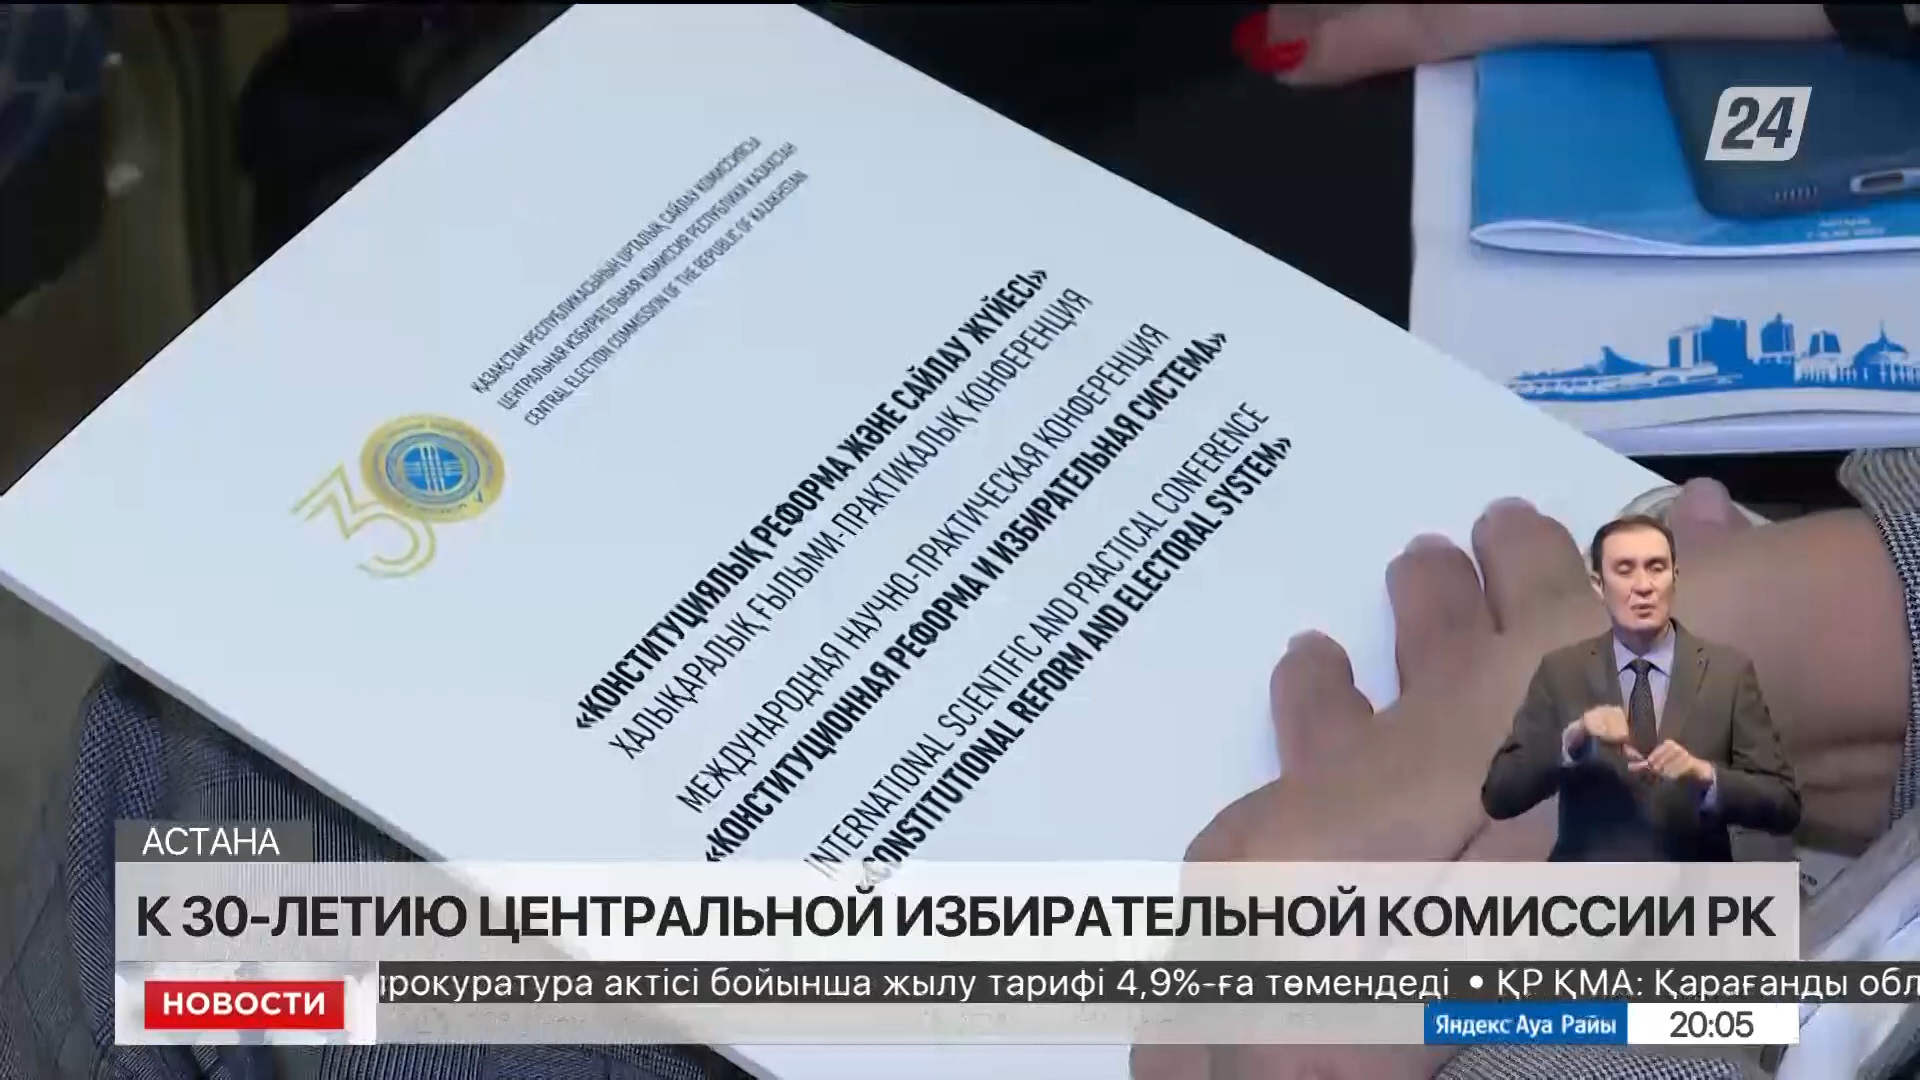 24
ҚАЗАҚСТАН РЕСПУБЛИКАСЫНЫҢ ОРТАЛЫҚ САЙЛАУ КОМИССИЯСЫ
ЦЕНТРАЛЬНАЯ ИЗБИРАТЕЛЬНАЯ КОМИССИЯ РЕСПУБЛИКИ КАЗАХСТАН
CENTRAL ELECTION COMMISSION OF THE REPUBLIC OF KAZAKHSTAN
30
«КОНСТИТУЦИЯЛЫҚ РЕФОРМА ЖӘНЕ САЙЛАУ ЖҮЙЕСІ»
ХАЛЫҚАРАЛЫҚ ҒЫЛЫМИ-ПРАКТИКАЛЫҚ КОНФЕРЕНЦИЯ
МЕЖДУНАРОДНАЯ НАУЧНО-ПРАКТИЧЕСКАЯ КОНФЕРЕНЦИЯ
«КОНСТИТУЦИОННАЯ РЕФОРМА И ИЗБИРАТЕЛЬНАЯ СИСТЕМА»
INTERNATIONAL SCIENTIFIC AND PRACTICAL CONFERENCE
«CONSTITUTIONAL REFORM AND ELECTORAL SYSTEM»
АСТАНА
К 30-ЛЕТИЮ ЦЕНТРАЛЬНОЙ ИЗБИРАТЕЛЬНОЙ КОМИССИИ РК
НОВОСТИ
прокуратура актісі бойынша жылу тарифі 4,9%-ға төмендеді • ҚР ҚМА: Қарағанды обл
Яндекс Ауа Райы
20:05